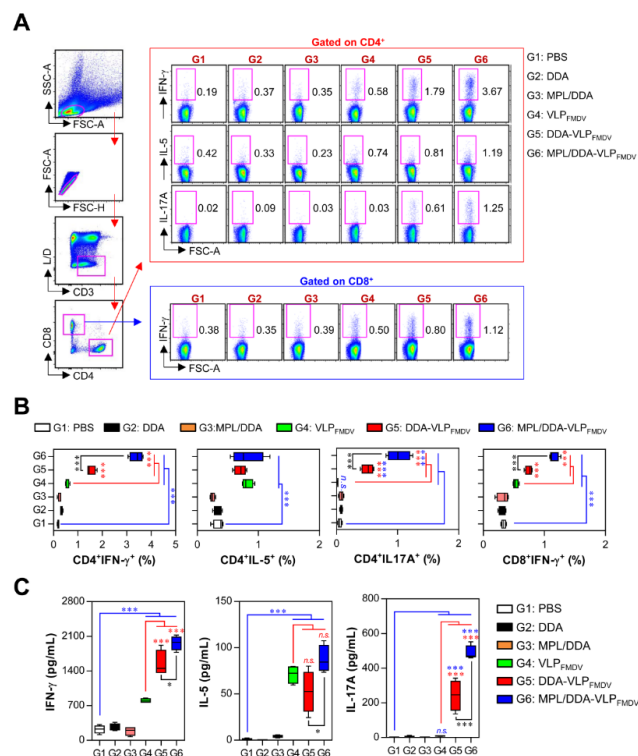 A
Gated on CD4⁺
G1 G2 G3 G4 G5 G6
SSC-A
FSC-A
FSC-A
FSC-H
L/D
CD3
CD8
CD4
IFN-γ
0.19 0.37 0.35 0.58 1.79 3.67
IL-5
0.42 0.33 0.23 0.74 0.81 1.19
IL-17A
0.02 0.09 0.03 0.03 0.61 1.25
FSC-A
G1: PBS
G2: DDA
G3: MPL/DDA
G4: VLP_FMDV
G5: DDA-VLP_FMDV
G6: MPL/DDA-VLP_FMDV
Gated on CD8⁺
G1 G2 G3 G4 G5 G6
IFN-γ
0.38 0.35 0.39 0.50 0.80 1.12
FSC-A
B
G1: PBS G2: DDA G3:MPL/DDA G4: VLP_FMDV G5: DDA-VLP_FMDV G6: MPL/DDA-VLP_FMDV
G6
G5
G4
G3
G2
G1
*** *** ***
0 1 2 3 4 5
CD4⁺IFN-γ⁺ (%)
***
0 1 2
CD4⁺IL-5⁺ (%)
*** *** *** *** *** n.s
0 1 2
CD4⁺IL17A⁺ (%)
*** *** *** ***
0 1 2
CD8⁺IFN-γ⁺ (%)
C
IFN-γ (pg/mL)
2800
2100
1400
700
0
*** *** *** *
G1 G2 G3 G4 G5 G6
IL-5 (pg/mL)
150
100
50
0
*** n.s. n.s. *
G1 G2 G3 G4 G5 G6
IL-17A (pg/mL)
800
600
400
200
0
*** *** *** *** *** n.s. ***
G1 G2 G3 G4 G5 G6
G1: PBS
G2: DDA
G3: MPL/DDA
G4: VLP_FMDV
G5: DDA-VLP_FMDV
G6: MPL/DDA-VLP_FMDV